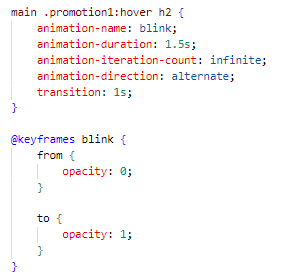 main .promotion1:hover h2 {
    animation-name: blink;
    animation-duration: 1.5s;
    animation-iteration-count: infinite;
    animation-direction: alternate;
    transition: 1s;
}

@keyframes blink {
    from {
        opacity: 0;
    }

    to {
        opacity: 1;
    }
}